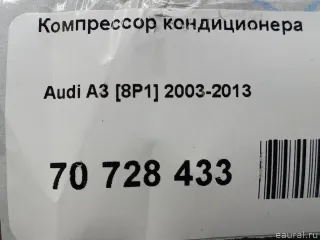 Компрессор кондиционера
Audi A3 [8P1] 2003-2013
70 728 433
eaural.ru